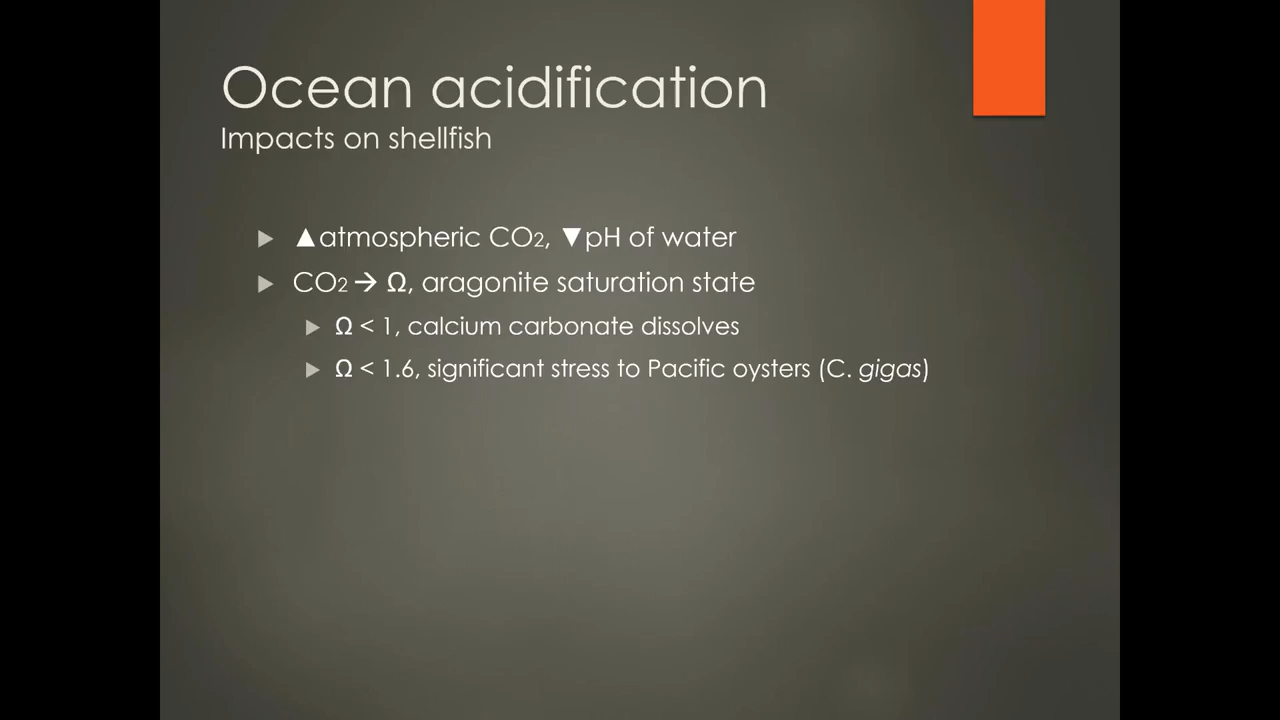 Ocean acidification
Impacts on shellfish
▲atmospheric CO2, ▼pH of water
CO2 → Ω, aragonite saturation state
Ω < 1, calcium carbonate dissolves
Ω < 1.6, significant stress to Pacific oysters (C. gigas)